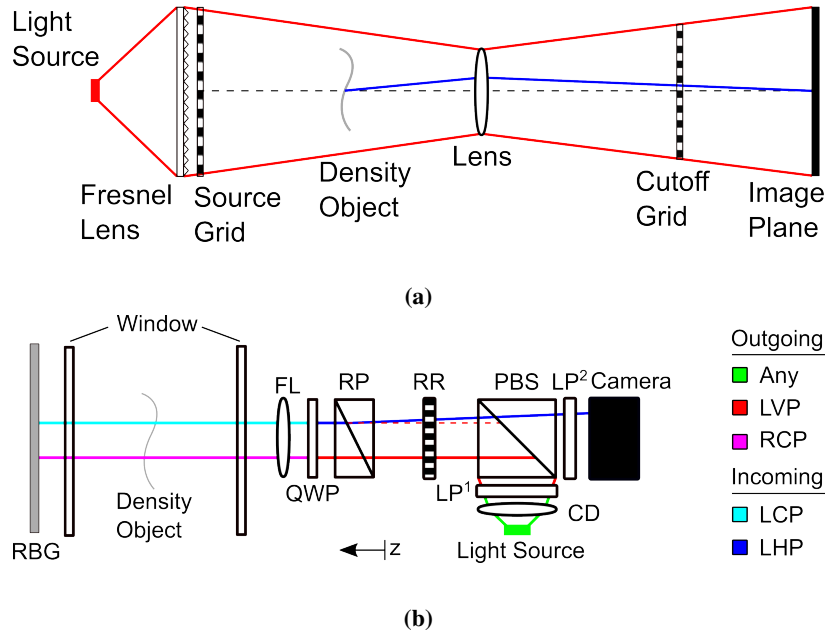 Light
Source
Fresnel
Lens
Source
Grid
Density
Object
Lens
Cutoff
Grid
Image
Plane
(a)
Window
FL
RP
RR
PBS
LP²
Camera
QWP
LP¹
CD
Density
Object
RBG
z
Light Source
Outgoing
Any
LVP
RCP
Incoming
LCP
LHP
(b)